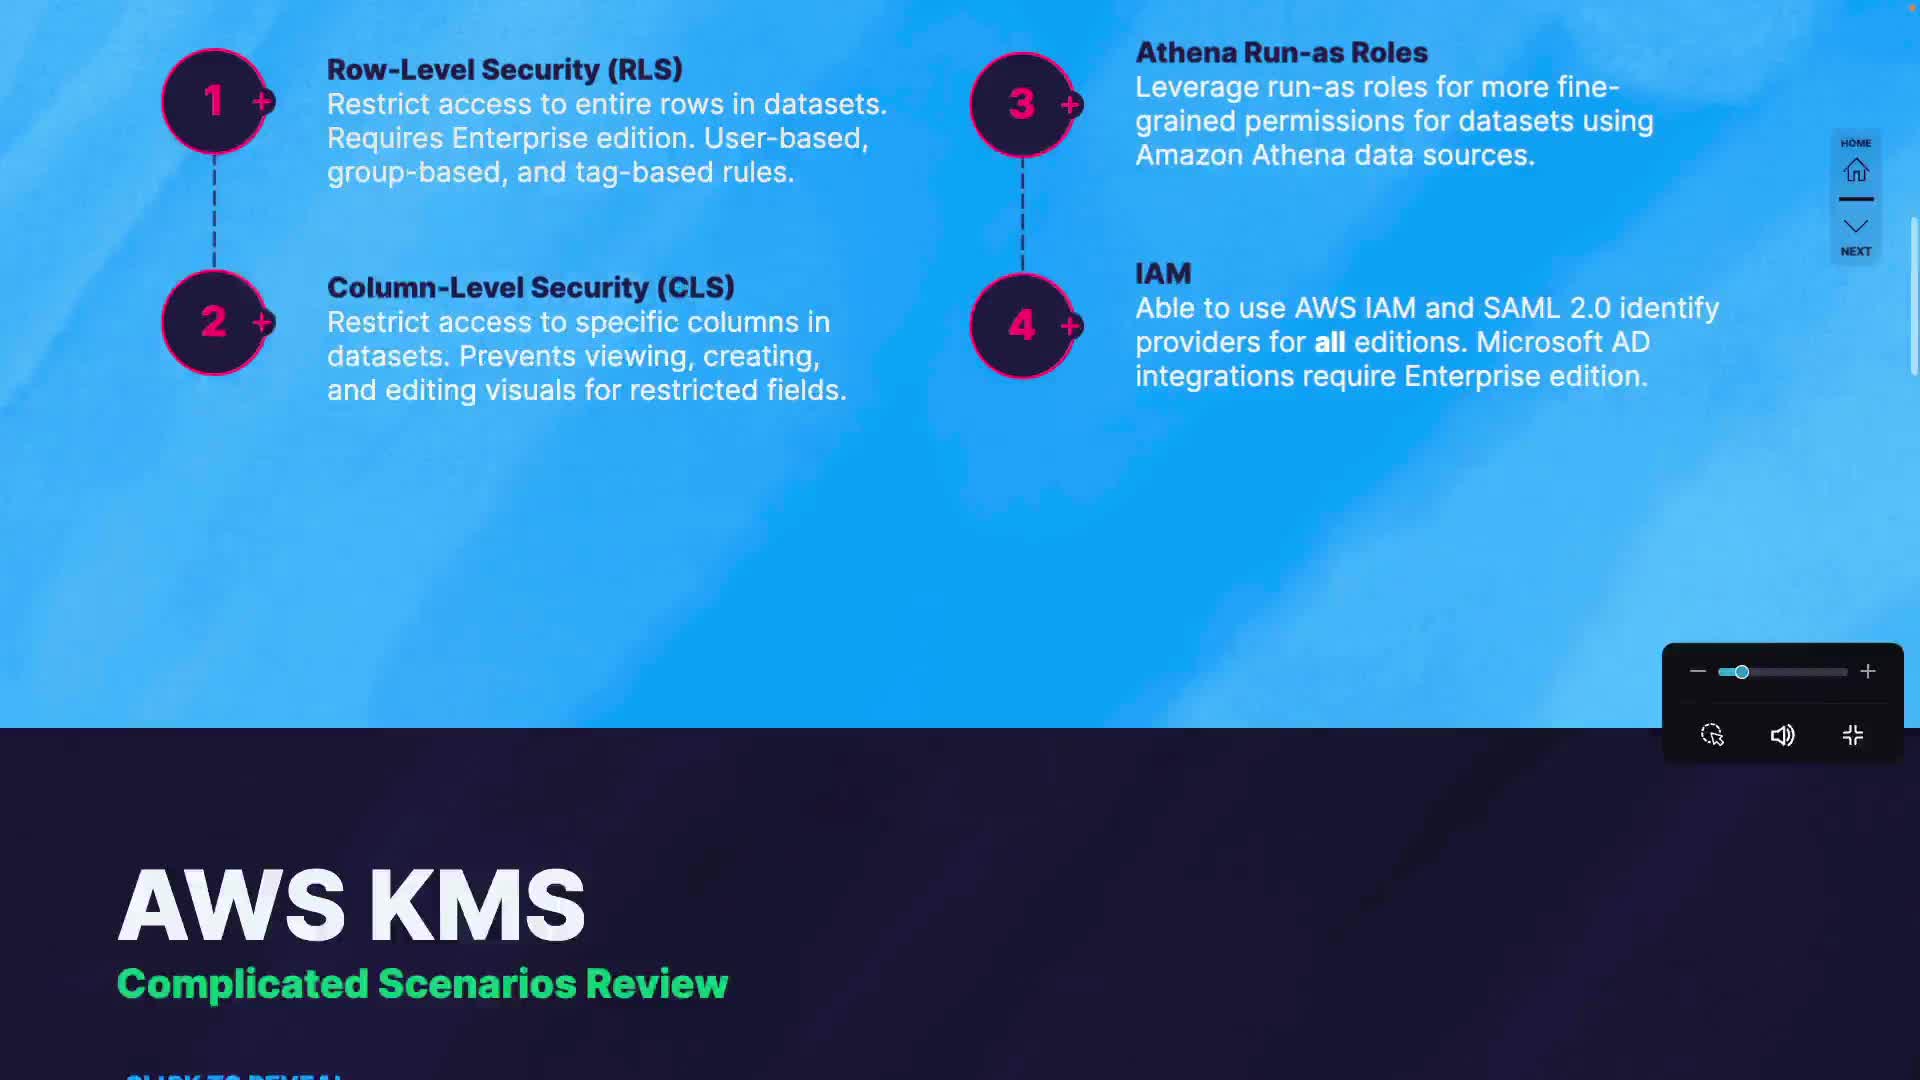 1
Row-Level Security (RLS)
Restrict access to entire rows in datasets.
Requires Enterprise edition. User-based,
group-based, and tag-based rules.
2
Column-Level Security (CLS)
Restrict access to specific columns in
datasets. Prevents viewing, creating,
and editing visuals for restricted fields.
3
Athena Run-as Roles
Leverage run-as roles for more fine-
grained permissions for datasets using
Amazon Athena data sources.
4
IAM
Able to use AWS IAM and SAML 2.0 identify
providers for all editions. Microsoft AD
integrations require Enterprise edition.
HOME
NEXT
AWS KMS
Complicated Scenarios Review
CLICK TO REVEAL